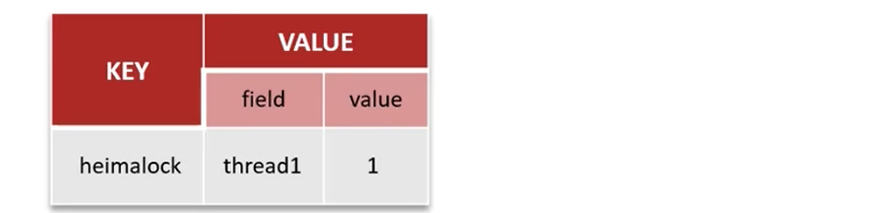 KEY
VALUE
field
value
heimalock
thread1
1